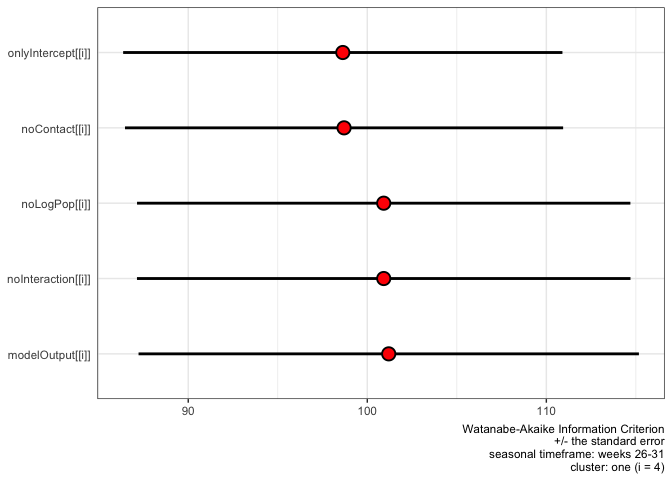 onlyIntercept[[i]]
noContact[[i]]
noLogPop[[i]]
noInteraction[[i]]
modelOutput[[i]]
90 100 110
Watanabe-Akaike Information Criterion
+/- the standard error
seasonal timeframe: weeks 26-31
cluster: one (i = 4)